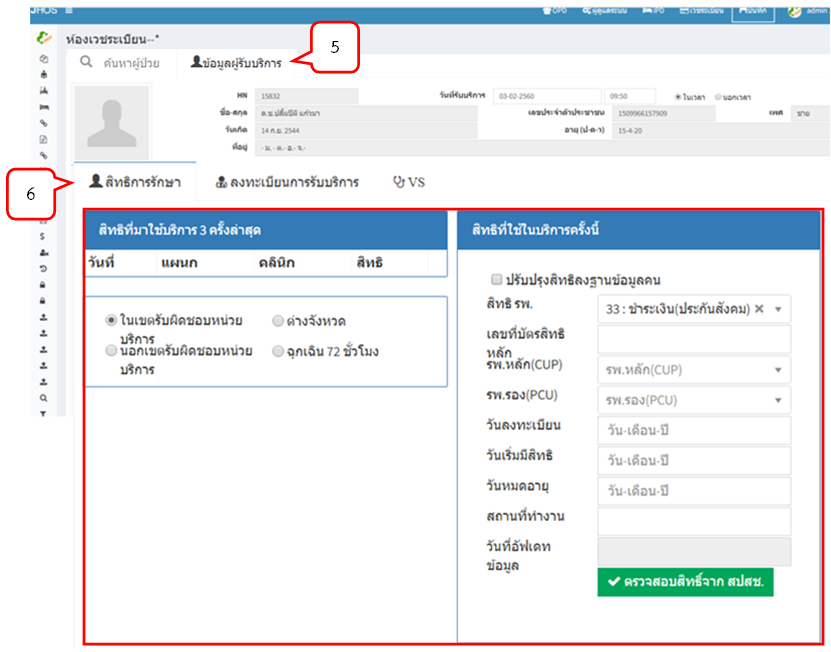 JHOS
OPD ผู้ดูแลระบบ IPD เวชระเบียน บันทึก admin
ห้องเวชระเบียน--*
5
ค้นหาผู้ป่วย ข้อมูลผู้รับบริการ
HN 15832 วันที่รับบริการ 03-02-2560 09:50 ในเวลา นอกเวลา
ชื่อ-สกุล เลขประจำตัวประชาชน 1509966157909 เพศ ชาย
วันเกิด 14 ก.ย. 2544 อายุ (ป-ด-ว) 15-4-20
ที่อยู่ - ม.- ต.- อ.- จ.-
6
สิทธิการรักษา ลงทะเบียนการรับบริการ VS
สิทธิที่มาใช้บริการ 3 ครั้งล่าสุด
วันที่ แผนก คลินิก สิทธิ
ในเขตรับผิดชอบหน่วยบริการ ต่างจังหวด
นอกเขตรับผิดชอบหน่วยบริการ ฉุกเฉิน 72 ชั่วโมง
สิทธิที่ใช้ในบริการครั้งนี้
ปรับปรุงสิทธิลงฐานข้อมูลคน
สิทธิ รพ. 33 : ชำระเงิน(ประกันสังคม) ×
เลขที่บัตรสิทธิ
หลัก
รพ.หลัก(CUP) รพ.หลัก(CUP)
รพ.รอง(PCU) รพ.รอง(PCU)
วันลงทะเบียน วัน-เดือน-ปี
วันเริ่มมีสิทธิ วัน-เดือน-ปี
วันหมดอายุ วัน-เดือน-ปี
สถานที่ทำงาน
วันที่อัฟเดท
ข้อมูล
ตรวจสอบสิทธิ์จาก สปสช.